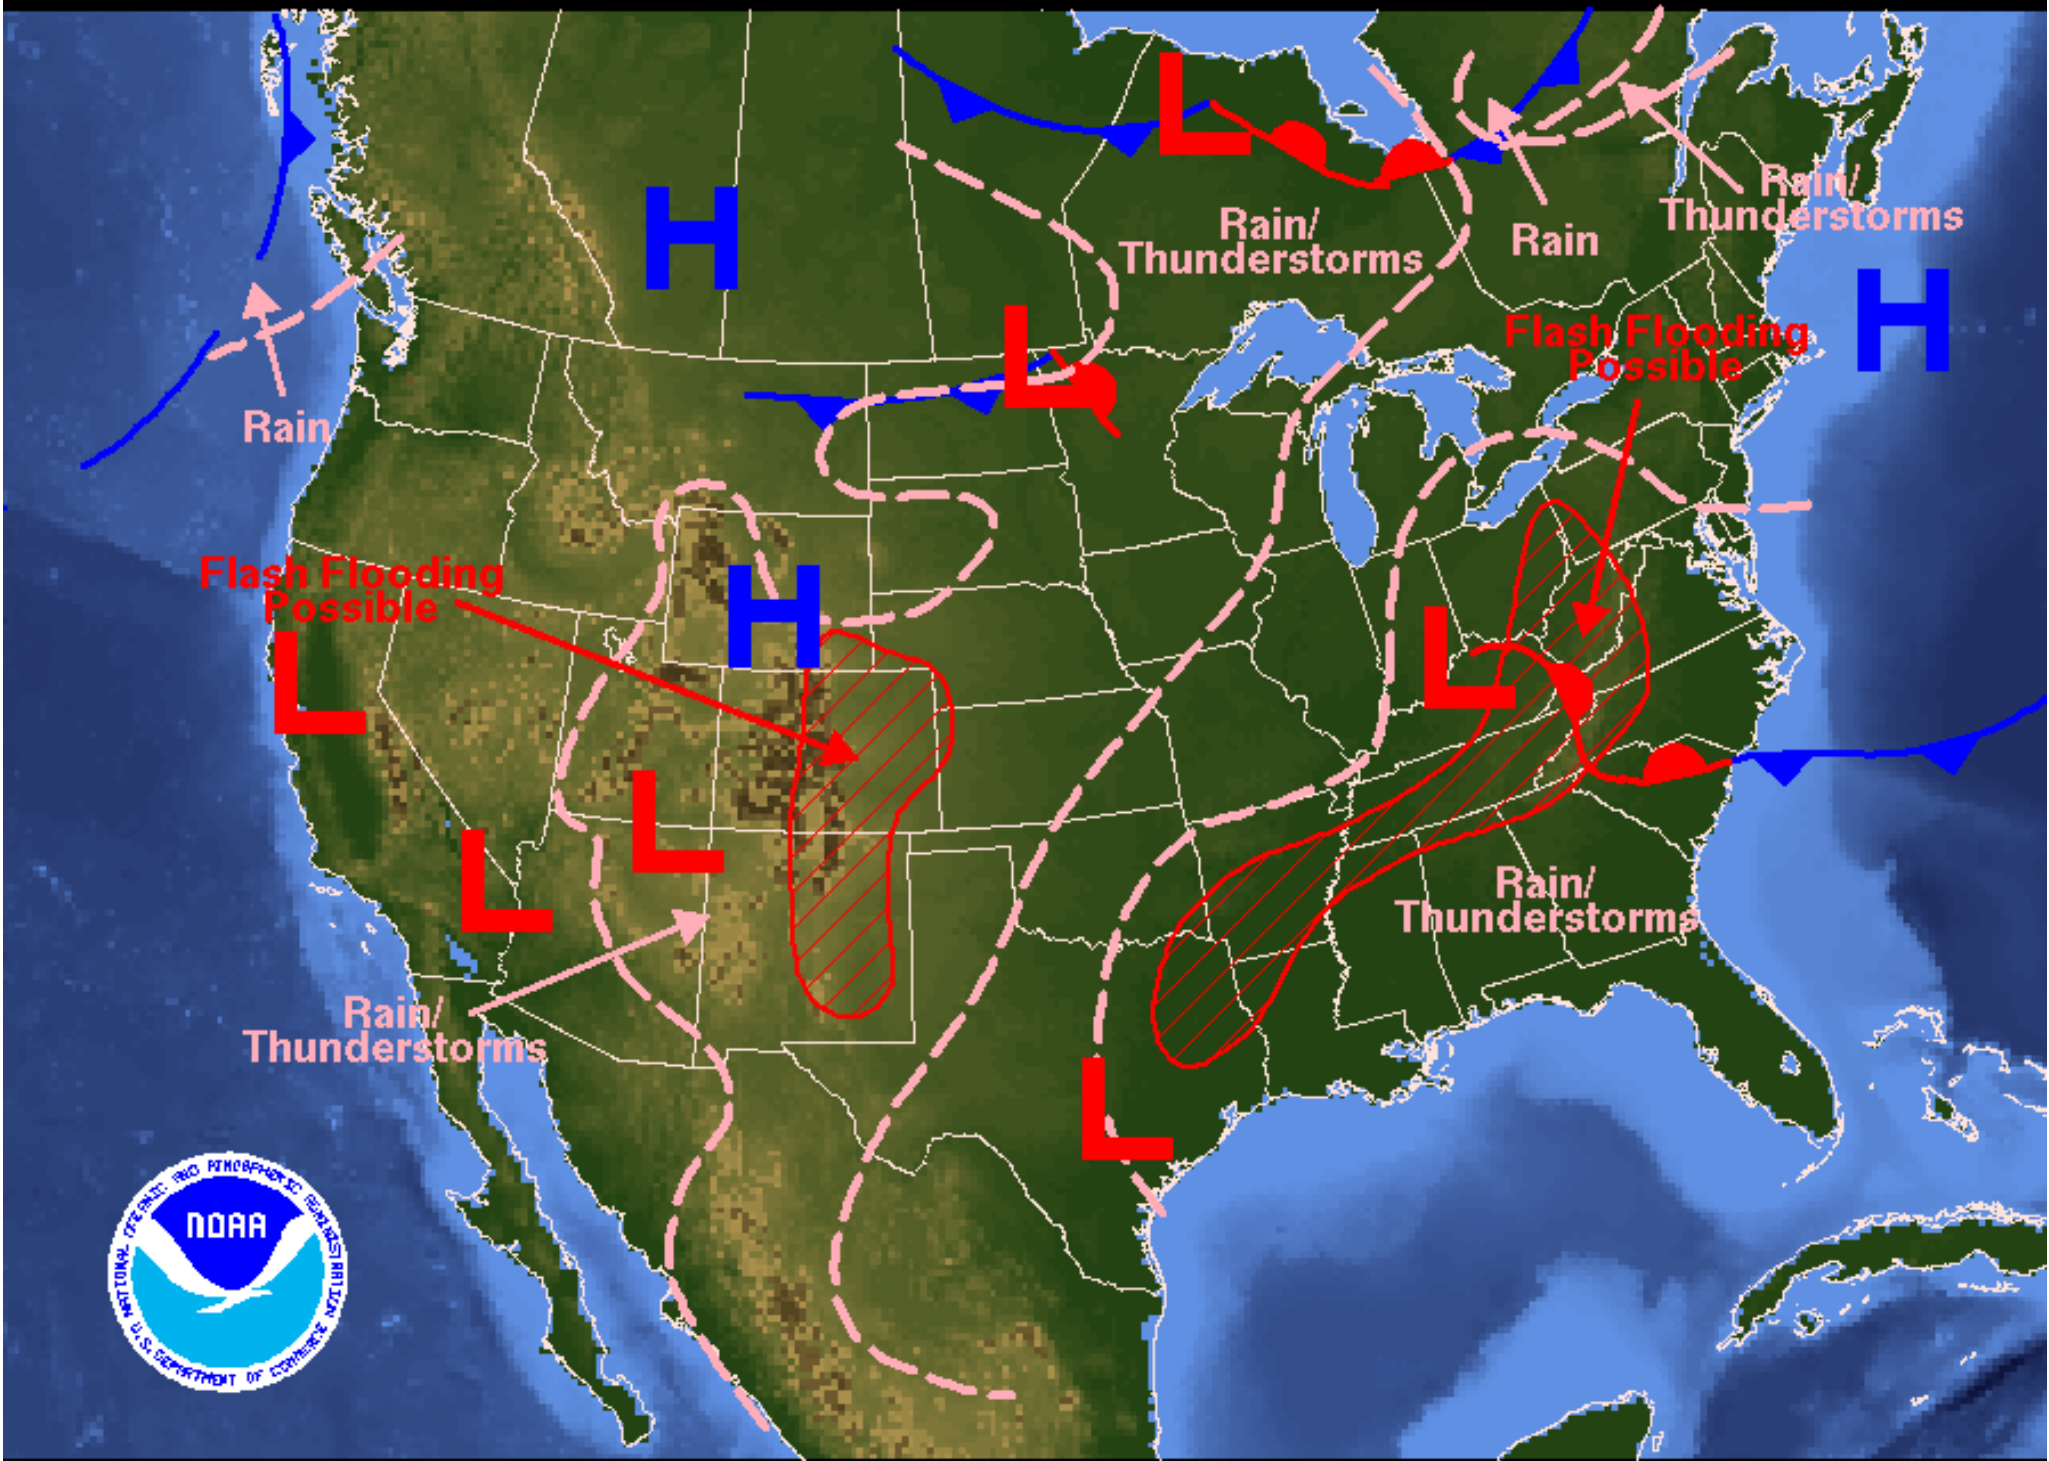 L
Rain/
Thunderstorms
H
Rain/
Thunderstorms
Rain
H
L
Flash Flooding
Possible
Rain
Flash Flooding
Possible
H
L
L
L
L
Rain/
Thunderstorms
L
Rain/
Thunderstorms
L
NATIONAL OCEANIC AND ATMOSPHERIC ADMINISTRATION
NOAA
U.S. DEPARTMENT OF COMMERCE